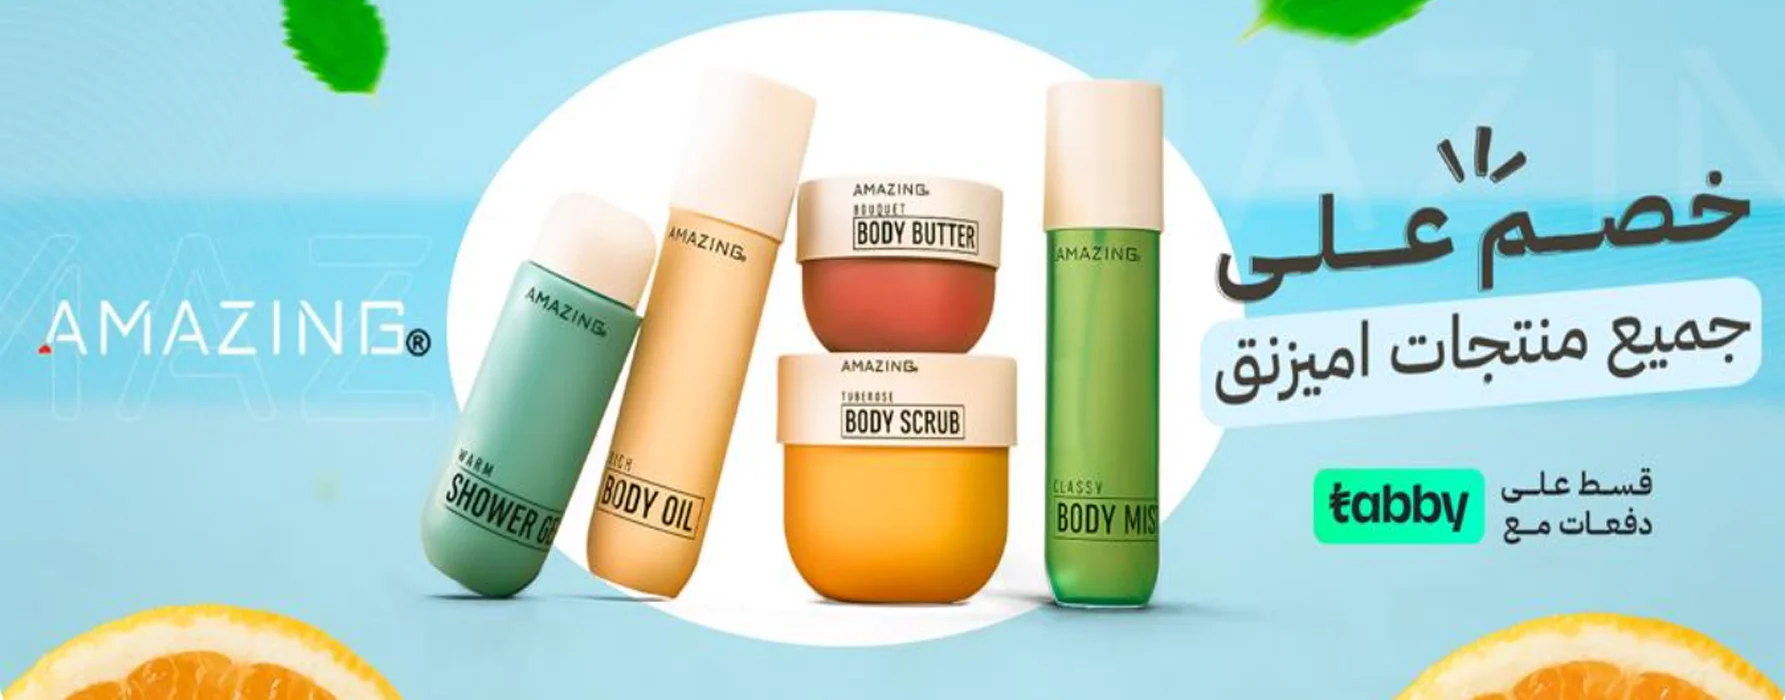 AMAZING®
AMAZING
WARM
SHOWER GE
AMAZING
RICH
BODY OIL
AMAZING
BOUQUET
BODY BUTTER
AMAZING
TUBEROSE
BODY SCRUB
AMAZING
CLASSY
BODY MIS
خصم على
جميع منتجات اميزنق
قسط على
دفعات مع
tabby